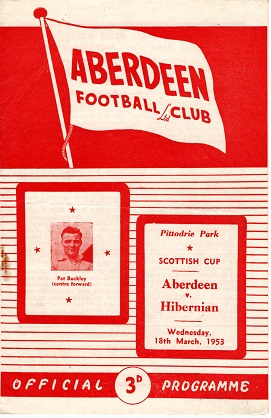 ABERDEEN
FOOTBALL Ltd CLUB
Pat Buckley
(centre forward)
Pittodrie Park
SCOTTISH CUP
Aberdeen
v.
Hibernian
Wednesday,
18th March, 1953
OFFICIAL 3D PROGRAMME